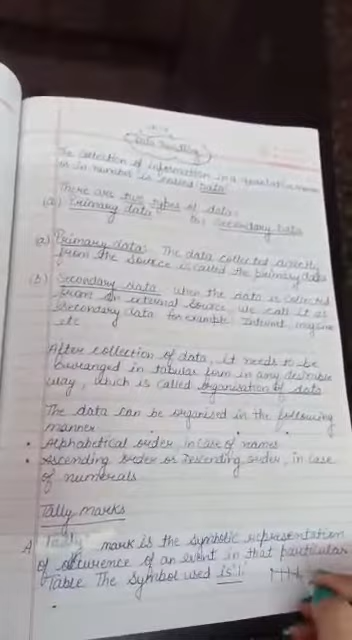 Data Handling
The collection of information in a
or in number is called Data
There are two types of data.
(a) Primary data (b) Secondary Data
(a) Primary data: The data collected directly
from the source is called the primary data
(b) Secondary data when the data is collected
from an external source, we call it as
secondary data for example Internet
etc
After collection of data, it needs to be
arranged in tabular form in any desirable
way, which is called organisation of data
The data can be organised in the following
manner
• Alphabetical order in case of names
• Ascending order or Descending order, in case
of numerals
Tally marks
A Tally mark is the symbolic representation
of occurence of an event in that particular
Table The symbol used is '|'